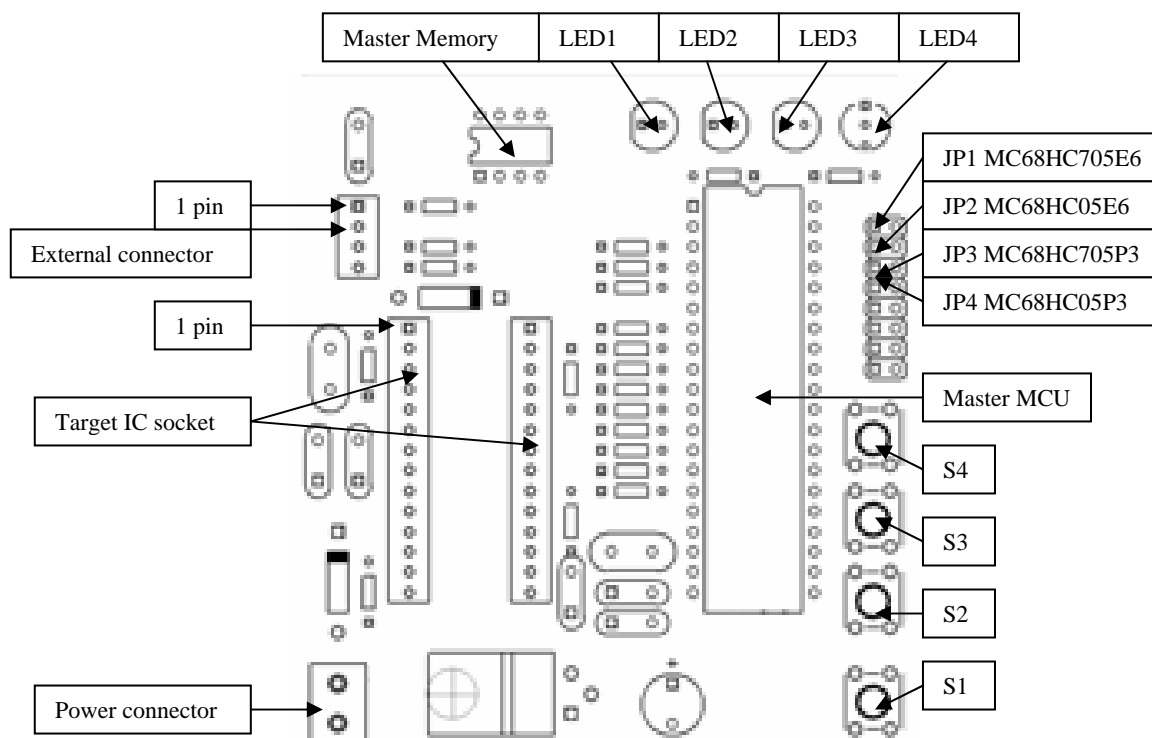 Master Memory
LED1
LED2
LED3
LED4
JP1 MC68HC705E6
1 pin
JP2 MC68HC05E6
External connector
JP3 MC68HC705P3
JP4 MC68HC05P3
1 pin
Master MCU
Target IC socket
S4
S3
S2
S1
Power connector